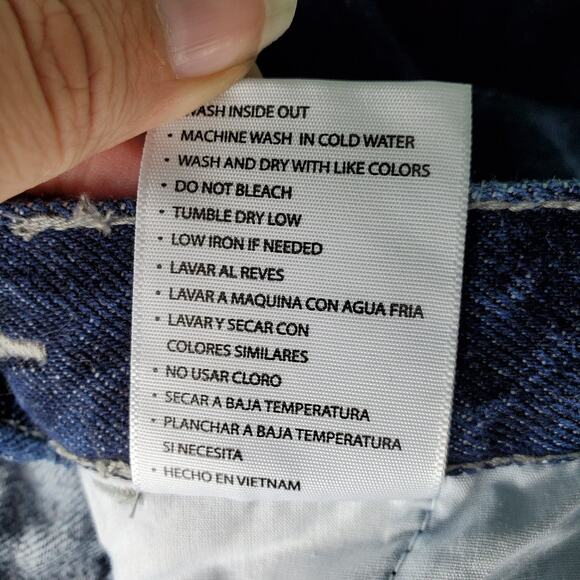 WASH INSIDE OUT
• MACHINE WASH IN COLD WATER
• WASH AND DRY WITH LIKE COLORS
• DO NOT BLEACH
• TUMBLE DRY LOW
• LOW IRON IF NEEDED
• LAVAR AL REVES
• LAVAR A MAQUINA CON AGUA FRIA
• LAVAR Y SECAR CON
COLORES SIMILARES
• NO USAR CLORO
• SECAR A BAJA TEMPERATURA
• PLANCHAR A BAJA TEMPERATURA
SI NECESITA
• HECHO EN VIETNAM